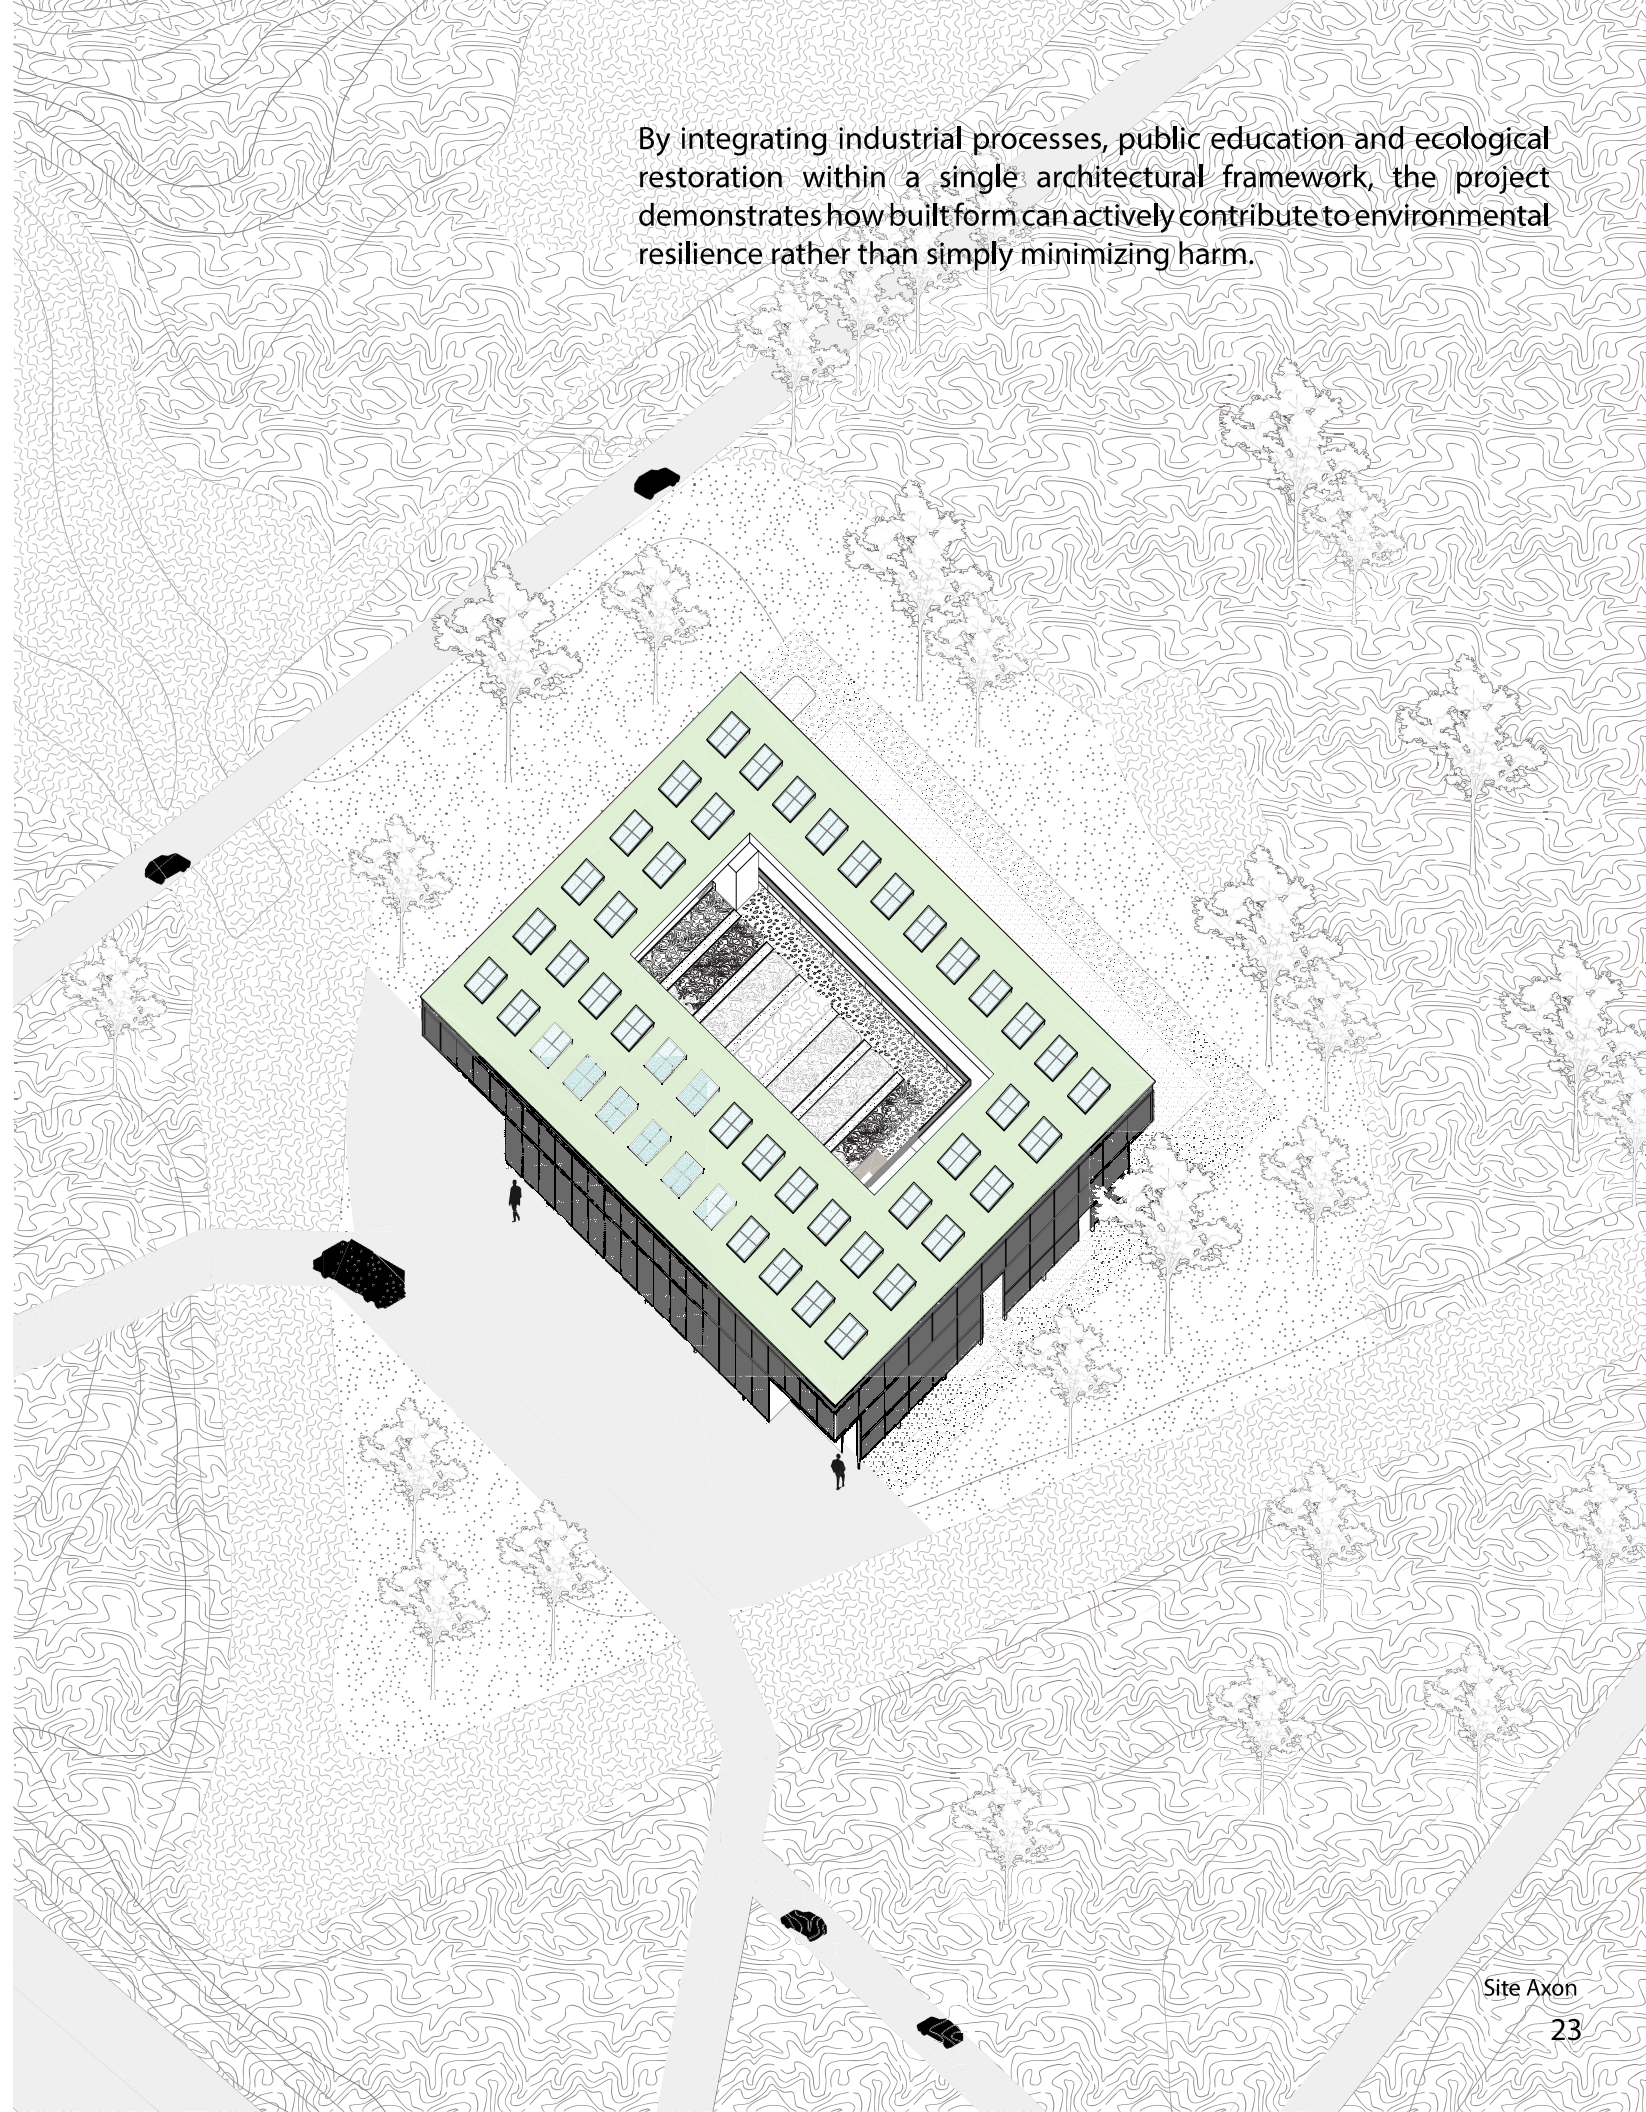 By integrating industrial processes, public education and ecological
restoration within a single architectural framework, the project
demonstrates how built form can actively contribute to environmental
resilience rather than simply minimizing harm.
Site Axon
23